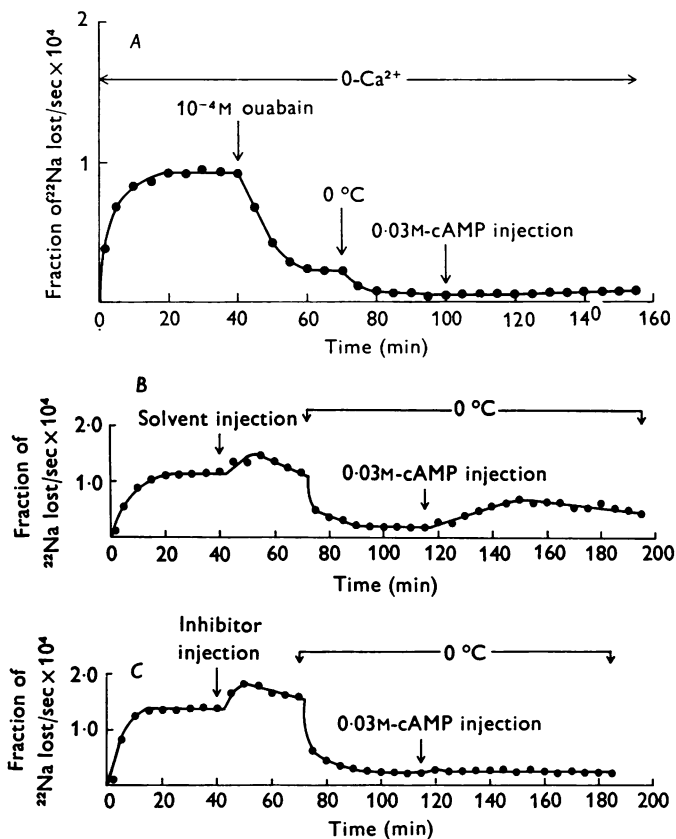 2
A
0-Ca²⁺
10⁻⁴M ouabain
1
0 °C
0·03M-cAMP injection
Fraction of²²Na lost/sec × 10⁴
0 20 40 60 80 100 120 140 160
Time (min)
B
2·0
Solvent injection
0 °C
1·0
0·03M-cAMP injection
Fraction of
²²Na lost/sec × 10⁴
0 20 40 60 80 100 120 140 160 180 200
Time (min)
Inhibitor
injection
C
2·0
0 °C
1·0
0·03M-cAMP injection
Fraction of
²²Na lost/sec × 10⁴
0 20 40 60 80 100 120 140 160 180 200
Time (min)